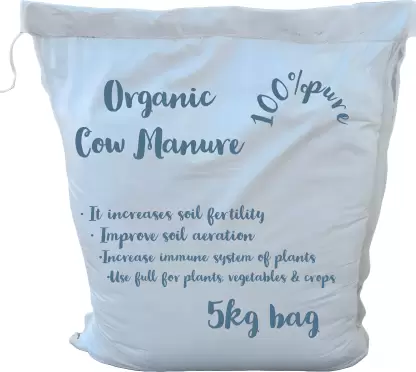 Organic
100% pure
Cow Manure
· It increases soil fertility
· Improve soil aeration
·Increase immune system of plants
·Use full for plants, vegetables & crops
5kg bag